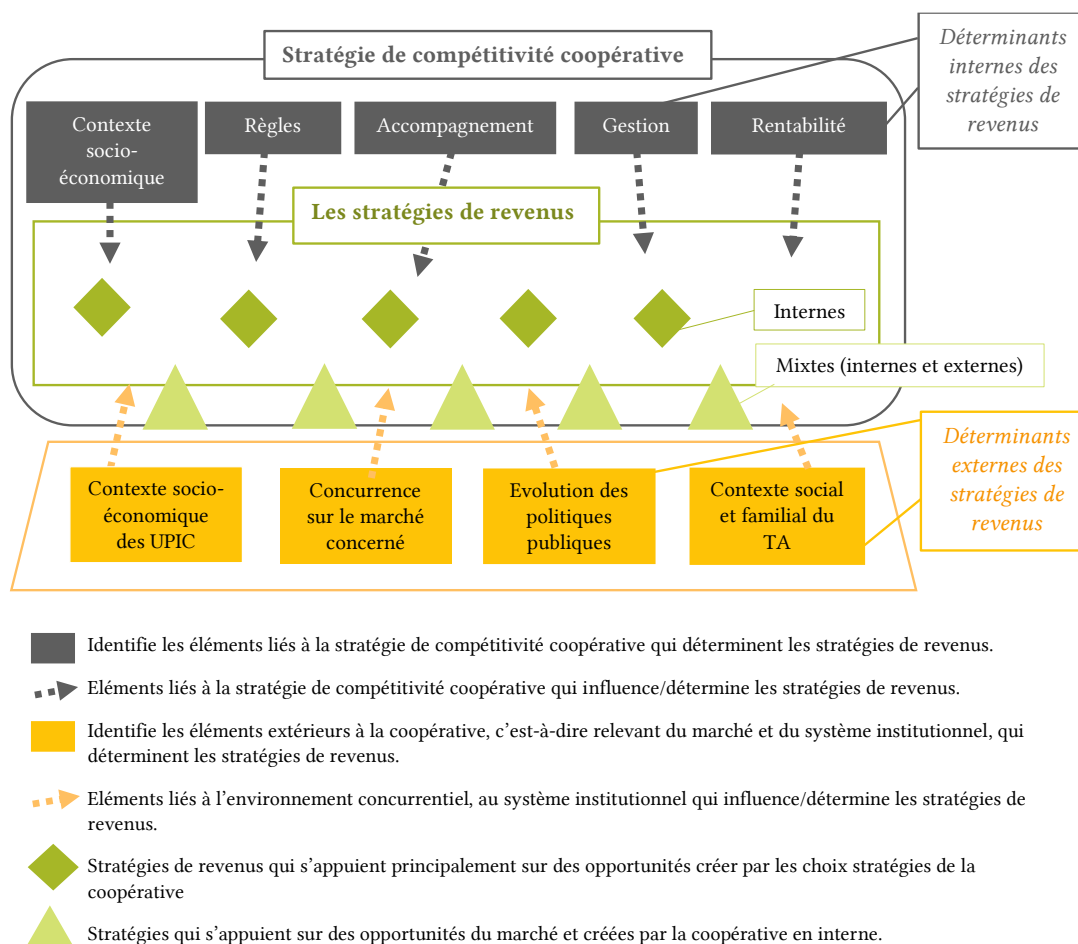 Stratégie de compétitivité coopérative
Déterminants
internes des
stratégies de
revenus
Contexte
socio-
économique
Règles
Accompagnement
Gestion
Rentabilité
Les stratégies de revenus
Internes
Mixtes (internes et externes)
Déterminants
externes des
stratégies de
revenus
Contexte socio-
économique
des UPIC
Concurrence
sur le marché
concerné
Evolution des
politiques
publiques
Contexte social
et familial du
TA
Identifie les éléments liés à la stratégie de compétitivité coopérative qui déterminent les stratégies de revenus.
Eléments liés à la stratégie de compétitivité coopérative qui influence/détermine les stratégies de revenus.
Identifie les éléments extérieurs à la coopérative, c'est-à-dire relevant du marché et du système institutionnel, qui
déterminent les stratégies de revenus.
Eléments liés à l'environnement concurrentiel, au système institutionnel qui influence/détermine les stratégies de
revenus.
Stratégies de revenus qui s'appuient principalement sur des opportunités créer par les choix stratégies de la
coopérative
Stratégies qui s'appuient sur des opportunités du marché et créées par la coopérative en interne.